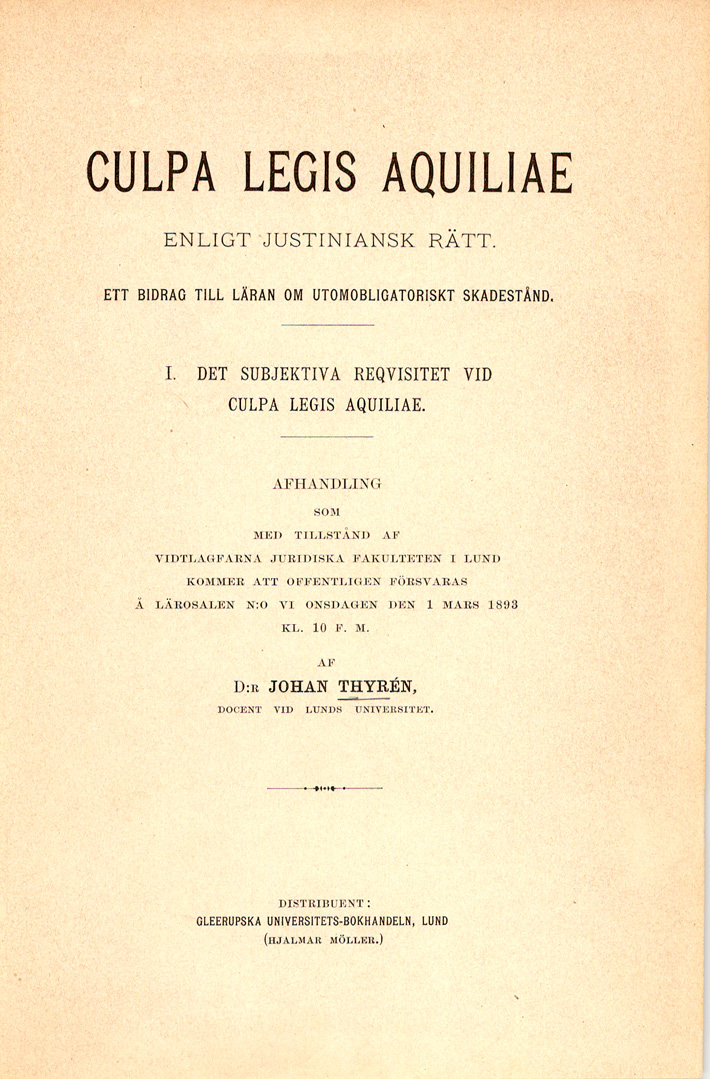 CULPA LEGIS AQUILIAE
ENLIGT JUSTINIANSK RÄTT.
ETT BIDRAG TILL LÄRAN OM UTOMOBLIGATORISKT SKADESTÅND.
I. DET SUBJEKTIVA REQVISITET VID
CULPA LEGIS AQUILIAE.
AFHANDLING
SOM
MED TILLSTÅND AF
VIDTLAGFARNA JURIDISKA FAKULTETEN I LUND
KOMMER ATT OFFENTLIGEN FÖRSVARAS
Å LÄROSALEN N:O VI ONSDAGEN DEN 1 MARS 1893
KL. 10 F. M.
AF
D:R JOHAN THYRÉN,
DOCENT VID LUNDS UNIVERSITET.
DISTRIBUENT:
GLEERUPSKA UNIVERSITETS-BOKHANDELN, LUND
(HJALMAR MÖLLER.)